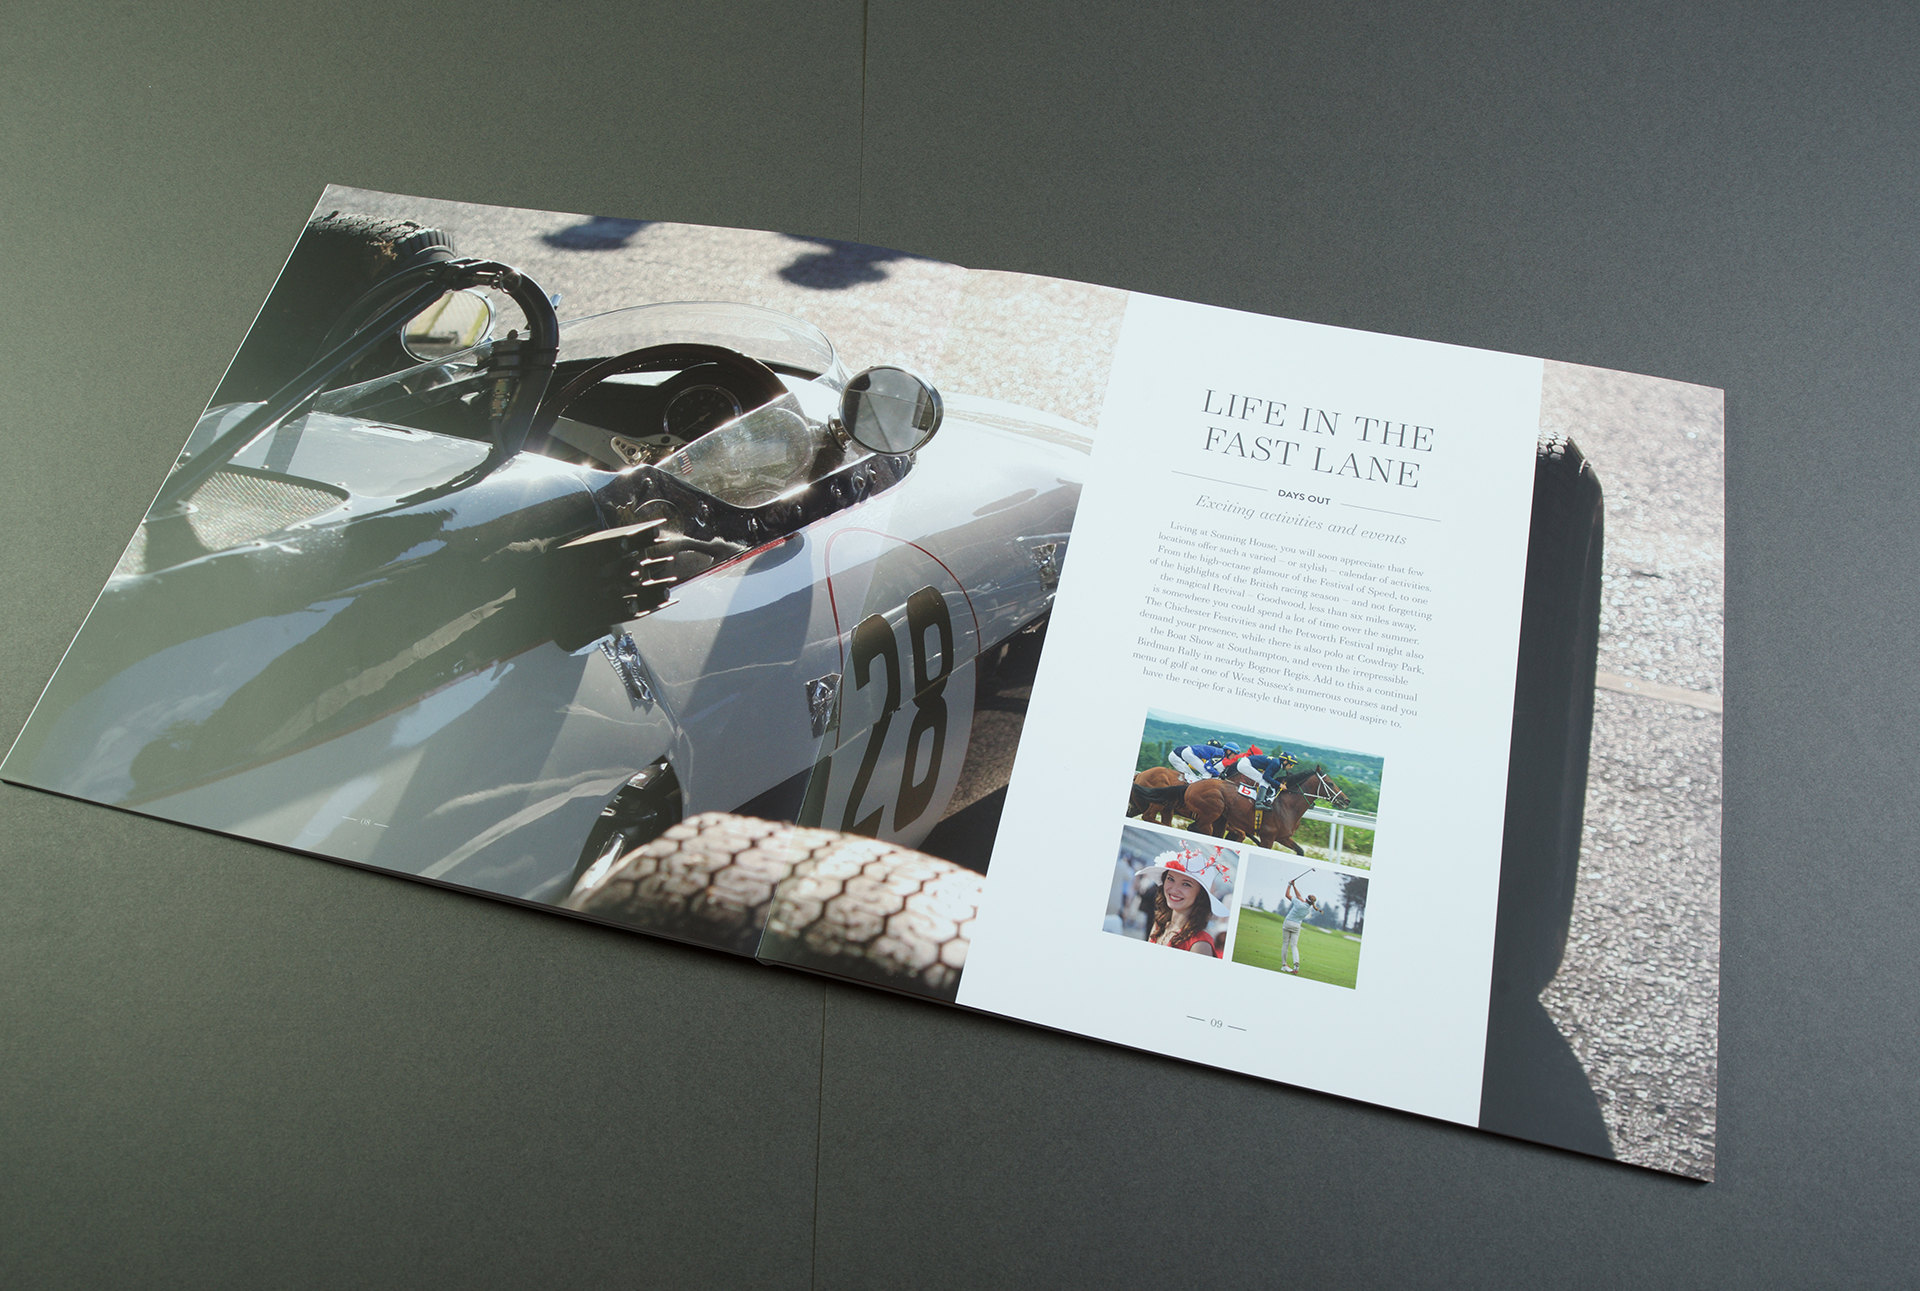 28
08
LIFE IN THE
FAST LANE
DAYS OUT
Exciting activities and events
Living at Sonning House, you will soon appreciate that few
locations offer such a varied – or stylish – calendar of activities.
From the high-octane glamour of the Festival of Speed, to one
of the highlights of the British racing season – and not forgetting
the magical Revival – Goodwood, less than six miles away,
is somewhere you could spend a lot of time over the summer.
The Chichester Festivities and the Petworth Festival might also
demand your presence, while there is also polo at Cowdray Park,
the Boat Show at Southampton, and even the irrepressible
Birdman Rally in nearby Bognor Regis. Add to this a continual
menu of golf at one of West Sussex's numerous courses and you
have the recipe for a lifestyle that anyone would aspire to.
09